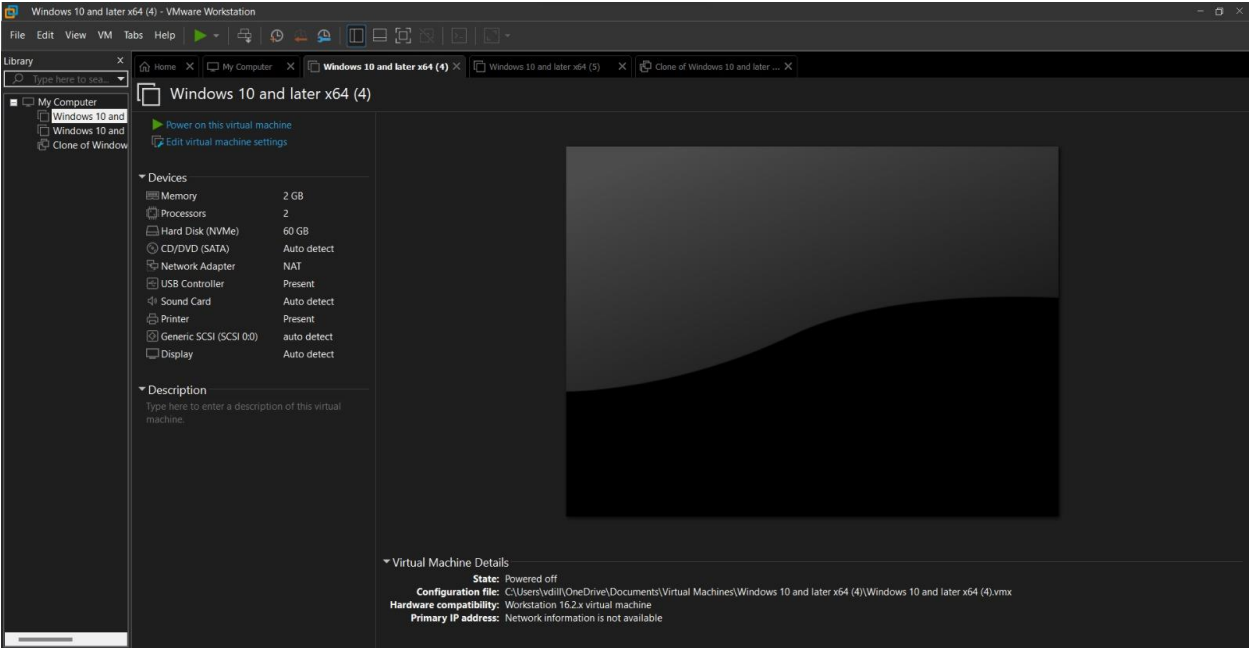 Windows 10 and later x64 (4) - VMware Workstation
File Edit View VM Tabs Help
Library X
Type here to sea...
My Computer
Windows 10 and
Windows 10 and
Clone of Window
Home My Computer Windows 10 and later x64 (4) Windows 10 and later x64 (5) Clone of Windows 10 and later ...
Windows 10 and later x64 (4)
Power on this virtual machine
Edit virtual machine settings
Devices
Memory 2 GB
Processors 2
Hard Disk (NVMe) 60 GB
CD/DVD (SATA) Auto detect
Network Adapter NAT
USB Controller Present
Sound Card Auto detect
Printer Present
Generic SCSI (SCSI 0:0) auto detect
Display Auto detect
Description
Type here to enter a description of this virtual
machine.
Virtual Machine Details
State: Powered off
Configuration file: C:\Users\vdill\OneDrive\Documents\Virtual Machines\Windows 10 and later x64 (4)\Windows 10 and later x64 (4).vmx
Hardware compatibility: Workstation 16.2.x virtual machine
Primary IP address: Network information is not available